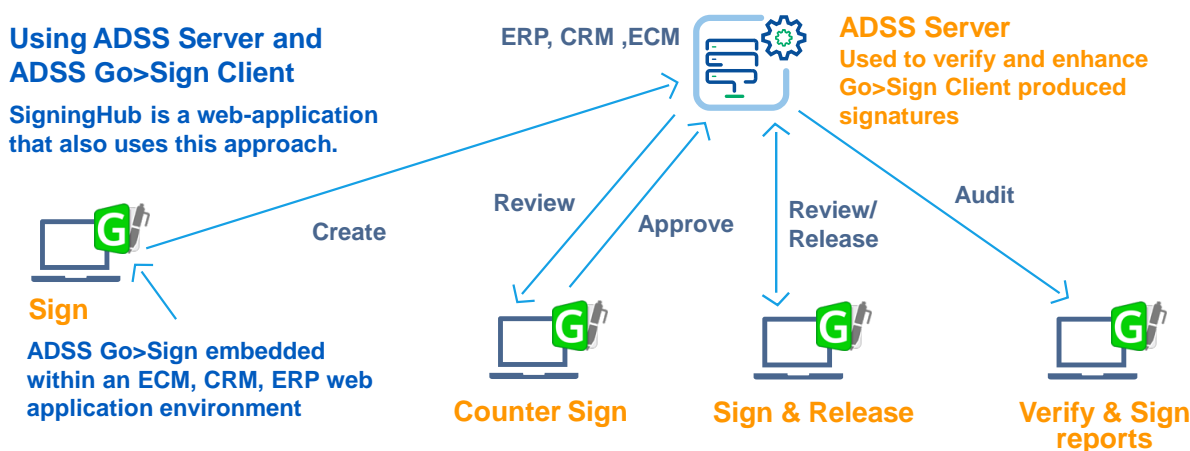 Using ADSS Server and
ADSS Go>Sign Client
SigningHub is a web-application
that also uses this approach.
ERP, CRM ,ECM
ADSS Server
Used to verify and enhance
Go>Sign Client produced
signatures
Create
Review
Approve
Review/
Release
Audit
G
Sign
ADSS Go>Sign embedded
within an ECM, CRM, ERP web
application environment
G
Counter Sign
G
Sign & Release
G
Verify & Sign
reports